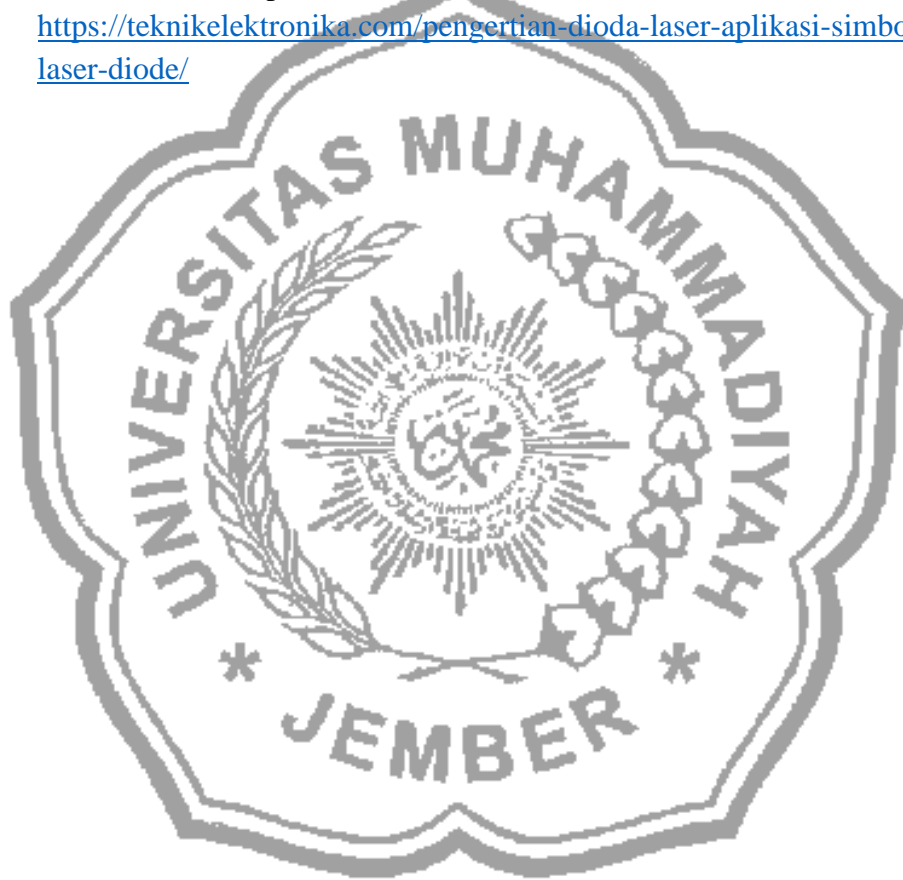 https://teknikelektronika.com/pengertian-dioda-laser-aplikasi-simbo
laser-diode/
UNIVERSITAS MUHAMMADIYAH
* JEMBER *